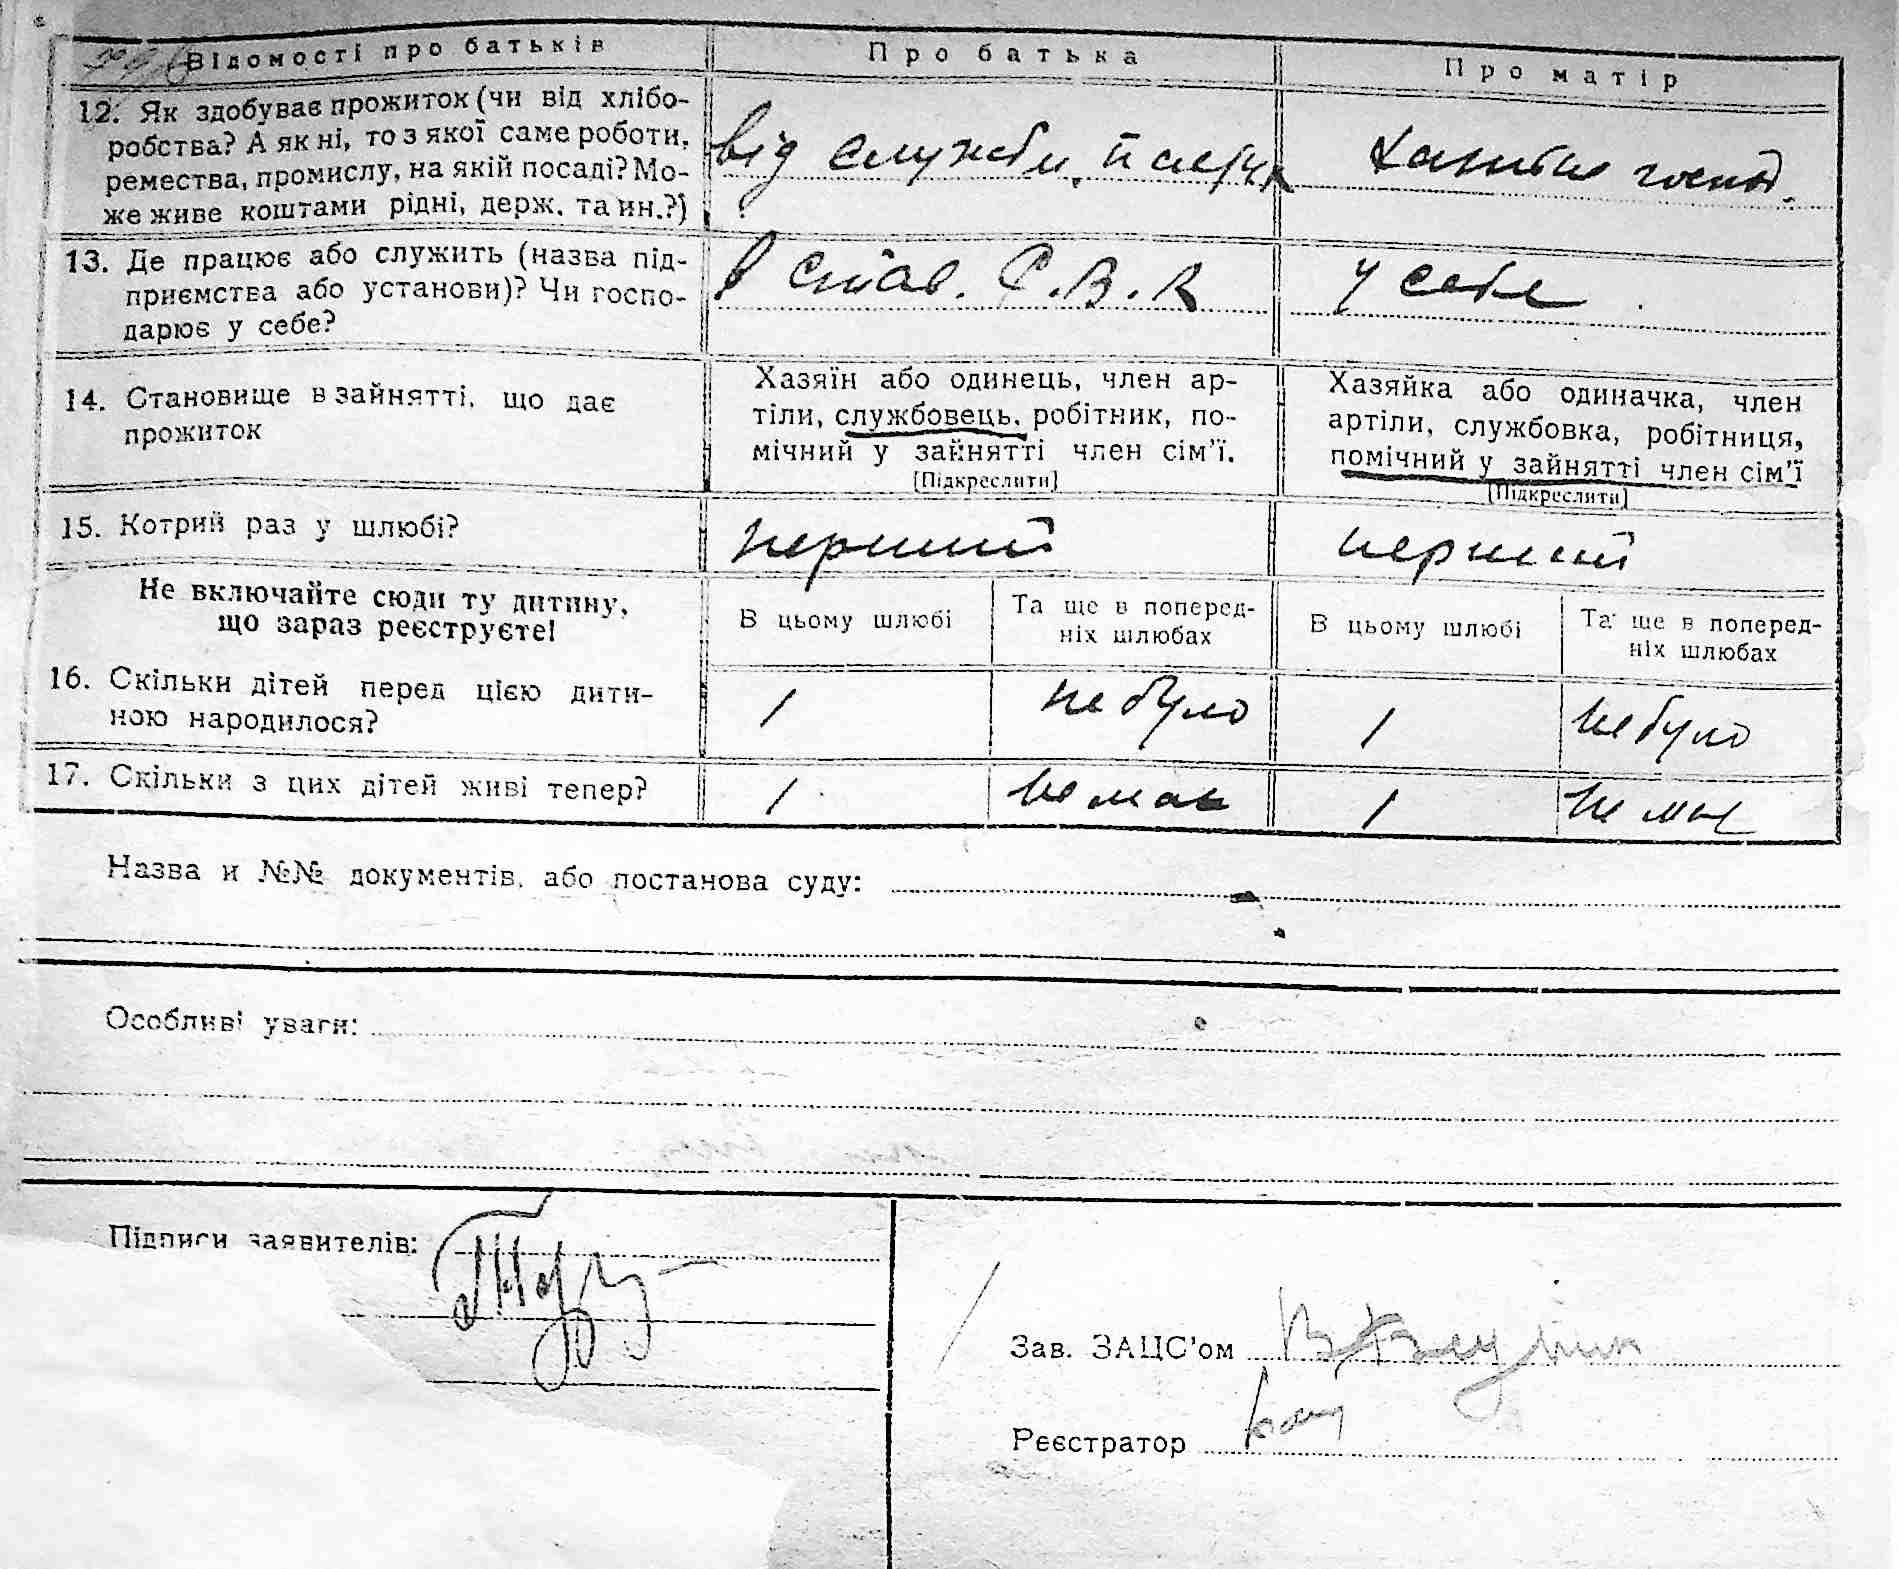 Відомості про батьків
Про батька
Про матір
12. Як здобуває прожиток (чи від хлібо-
робства? А як ні, то з якої саме роботи,
ремества, промислу, на якій посаді? Мо-
же живе коштами рідні, держ. та ин.?)
від служби,
господ.
13. Де працює або служить (назва під-
приємства або установи)? Чи госпо-
дарює у себе?
в Став. Р.В.К
у себе
14. Становище в зайнятті, що дає
прожиток
Хазяїн або одинець, член ар-
тіли, службовець, робітник, по-
мічний у зайнятті член сім'ї.
[Підкреслити]
Хазяйка або одиначка, член
артіли, службовка, робітниця,
помічний у зайнятті член сім'ї
[Підкреслити]
15. Котрий раз у шлюбі?
перший
перший
Не включайте сюди ту дитину,
що зараз реєструєте!
В цьому шлюбі
Та ще в поперед-
ніх шлюбах
В цьому шлюбі
Та ще в поперед-
ніх шлюбах
16. Скільки дітей перед цією дити-
ною народилося?
1
не було
1
не було
17. Скільки з цих дітей живі тепер?
1
немає
1
немає
Назва и №№ документів, або постанова суду:
Особливі уваги:
Підписи заявителів:
Зав. ЗАЦС'ом
Реєстратор